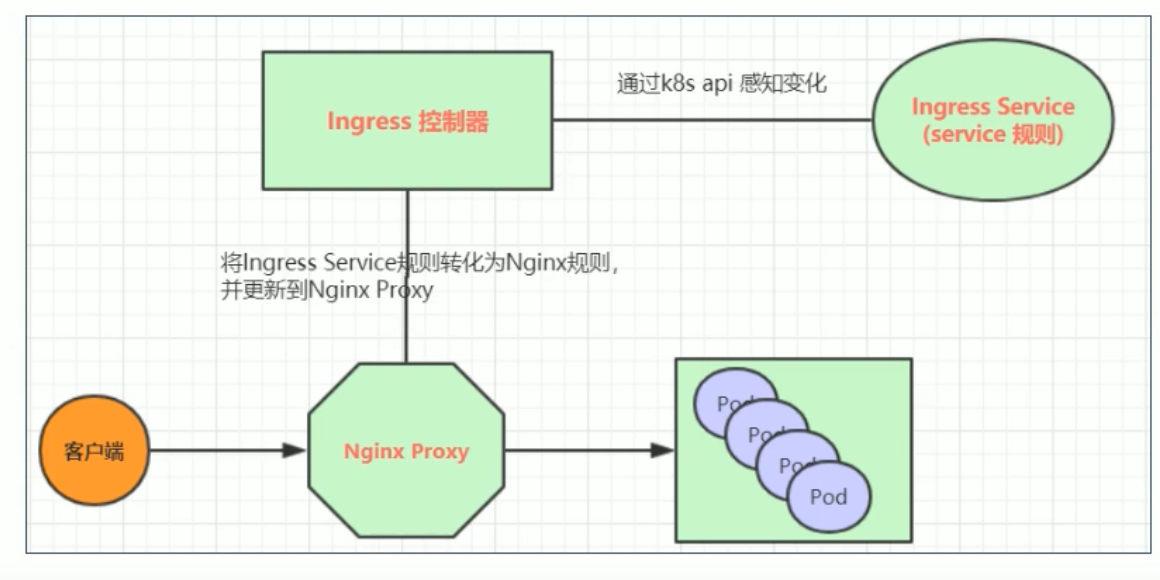 通过k8s api 感知变化
Ingress 控制器
Ingress Service
(service 规则)
将Ingress Service规则转化为Nginx规则，
并更新到Nginx Proxy
客户端
Nginx Proxy
Pod
Pod
Pod
Pod